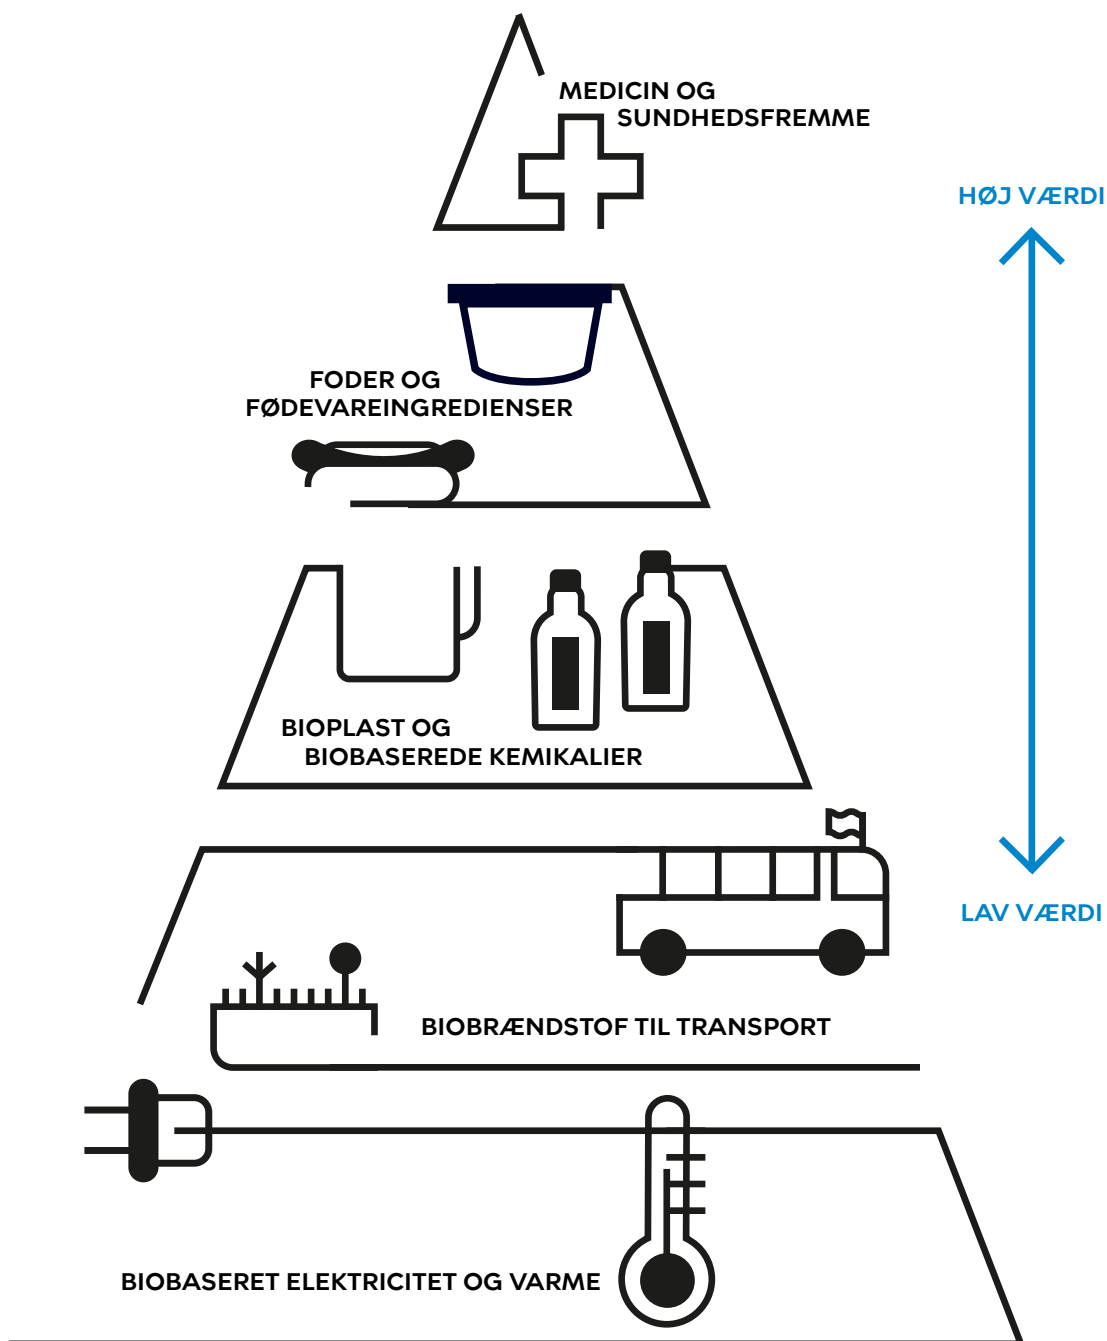 MEDICIN OG
SUNDHEDSFREMME
HØJ VÆRDI
FODER OG
FØDEVAREINGREDIENSER
BIOPLAST OG
BIOBASEREDE KEMIKALIER
LAV VÆRDI
BIOBRÆNDSTOF TIL TRANSPORT
BIOBASERET ELEKTRICITET OG VARME